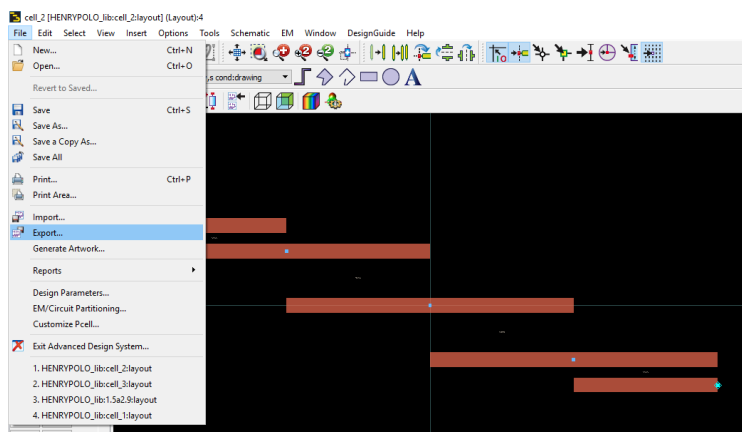 cell_2 [HENRYPOLO_lib:cell_2:layout] (Layout):4
File Edit Select View Insert Options Tools Schematic EM Window DesignGuide Help
New... Ctrl+N
Open... Ctrl+O
,s cond:drawing
Revert to Saved...
Save Ctrl+S
Save As...
Save a Copy As...
Save All
Print... Ctrl+P
Print Area...
Import...
Export...
Generate Artwork...
Reports
Design Parameters...
EM/Circuit Partitioning...
Customize Pcell...
Exit Advanced Design System...
1. HENRYPOLO_lib:cell_2:layout
2. HENRYPOLO_lib:cell_3:layout
3. HENRYPOLO_lib:1.5a2.9:layout
4. HENRYPOLO_lib:cell_1:layout